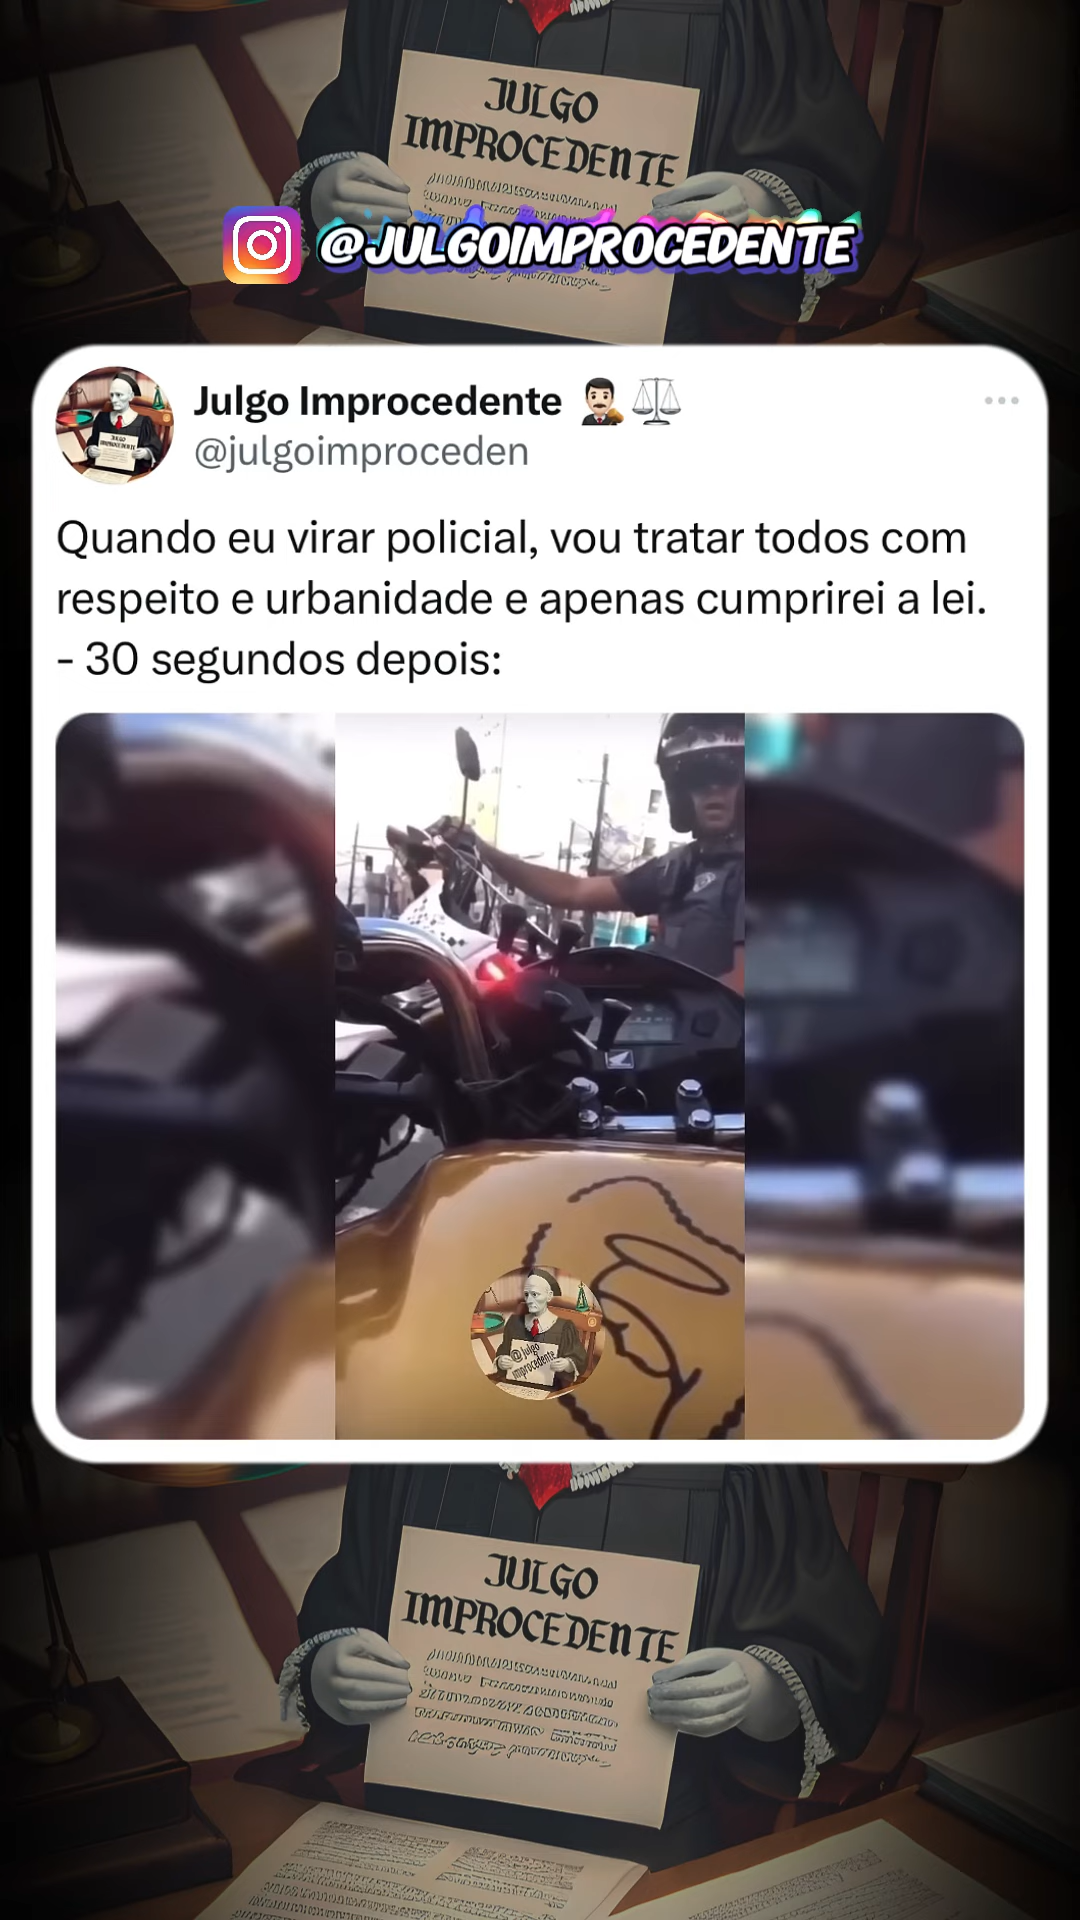 JULGO
IMPROCEDENTE
@JULGOIMPROCEDENTE
Julgo Improcedente
@julgoimproceden
Quando eu virar policial, vou tratar todos com
respeito e urbanidade e apenas cumprirei a lei.
- 30 segundos depois:
@julgo
improcedente
JULGO
IMPROCEDENTE